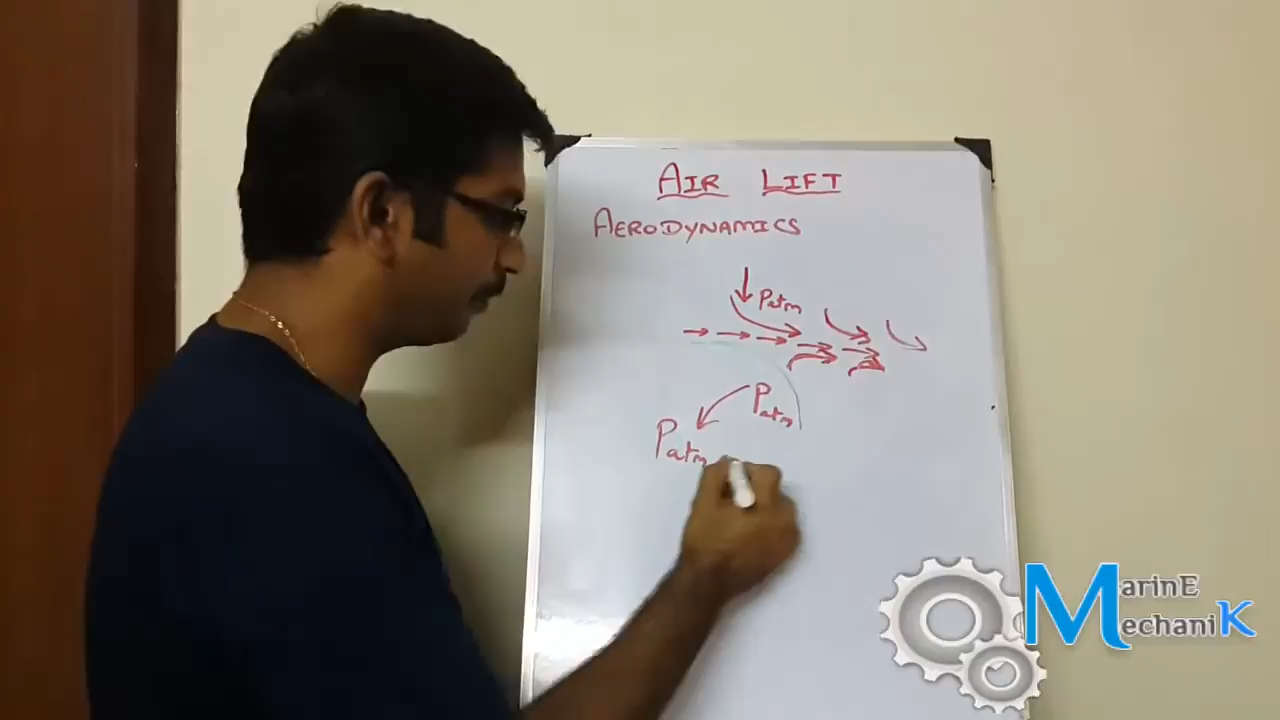 AIR LIFT
AERODYNAMICS
Patm
Patm
Patm
MarinE
MechaniK